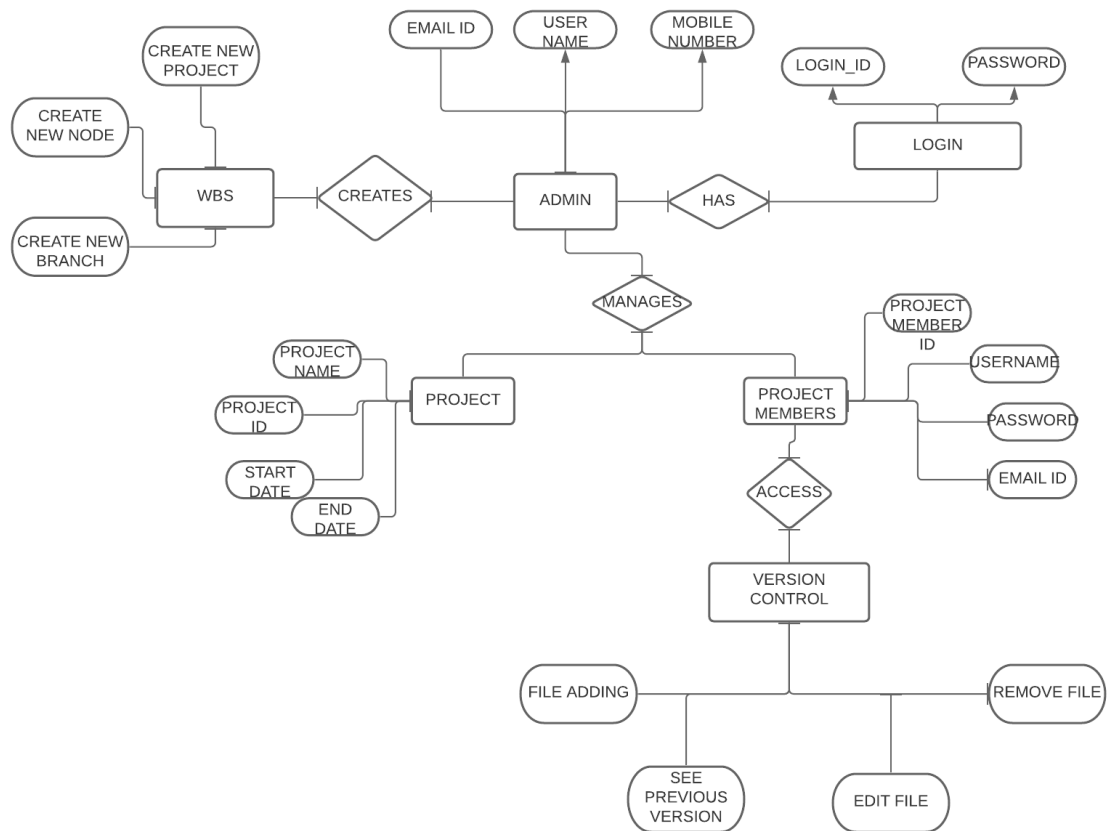 EMAIL ID
USER
NAME
MOBILE
NUMBER
CREATE NEW
PROJECT
LOGIN_ID
PASSWORD
CREATE
NEW NODE
LOGIN
WBS
CREATES
ADMIN
HAS
CREATE NEW
BRANCH
MANAGES
PROJECT
MEMBER
ID
PROJECT
NAME
USERNAME
PROJECT
ID
PROJECT
PROJECT
MEMBERS
PASSWORD
START
DATE
EMAIL ID
END
DATE
ACCESS
VERSION
CONTROL
FILE ADDING
REMOVE FILE
SEE
PREVIOUS
VERSION
EDIT FILE